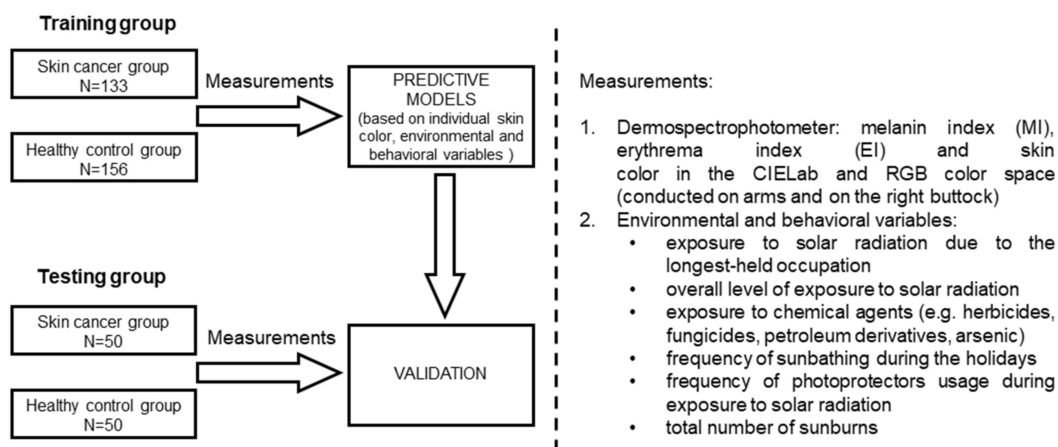 Training group
Skin cancer group
N=133
Measurements
Healthy control group
N=156
PREDICTIVE
MODELS
(based on individual skin
color, environmental and
behavioral variables )
Testing group
Skin cancer group
N=50
Measurements
Healthy control group
N=50
VALIDATION
Measurements:
1. Dermospectrophotometer: melanin index (MI),
erythrema index (EI) and skin
color in the CIELab and RGB color space
(conducted on arms and on the right buttock)
2. Environmental and behavioral variables:
• exposure to solar radiation due to the
longest-held occupation
• overall level of exposure to solar radiation
• exposure to chemical agents (e.g. herbicides,
fungicides, petroleum derivatives, arsenic)
• frequency of sunbathing during the holidays
• frequency of photoprotectors usage during
exposure to solar radiation
• total number of sunburns